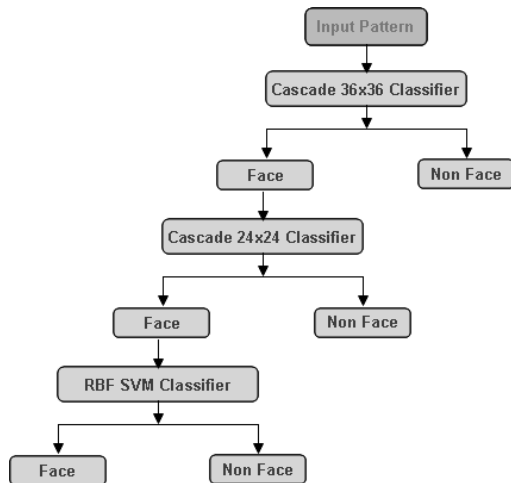 Input Pattern
Cascade 36x36 Classifier
Face
Non Face
Cascade 24x24 Classifier
Face
Non Face
RBF SVM Classifier
Face
Non Face